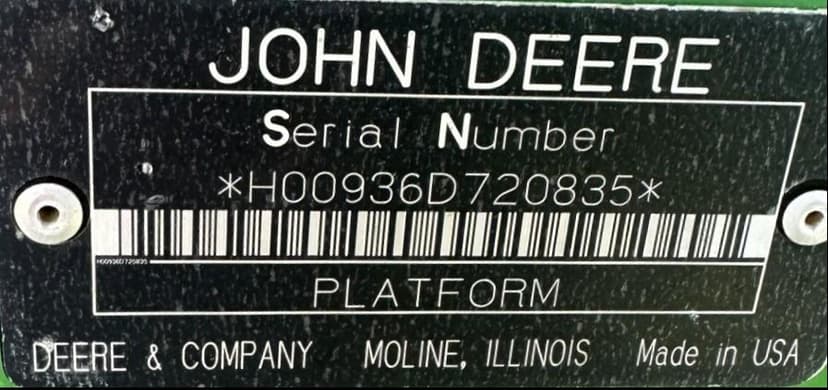 JOHN DEERE
Serial Number
*H00936D720835*
H00936D720835
PLATFORM
DEERE & COMPANY MOLINE, ILLINOIS Made in USA